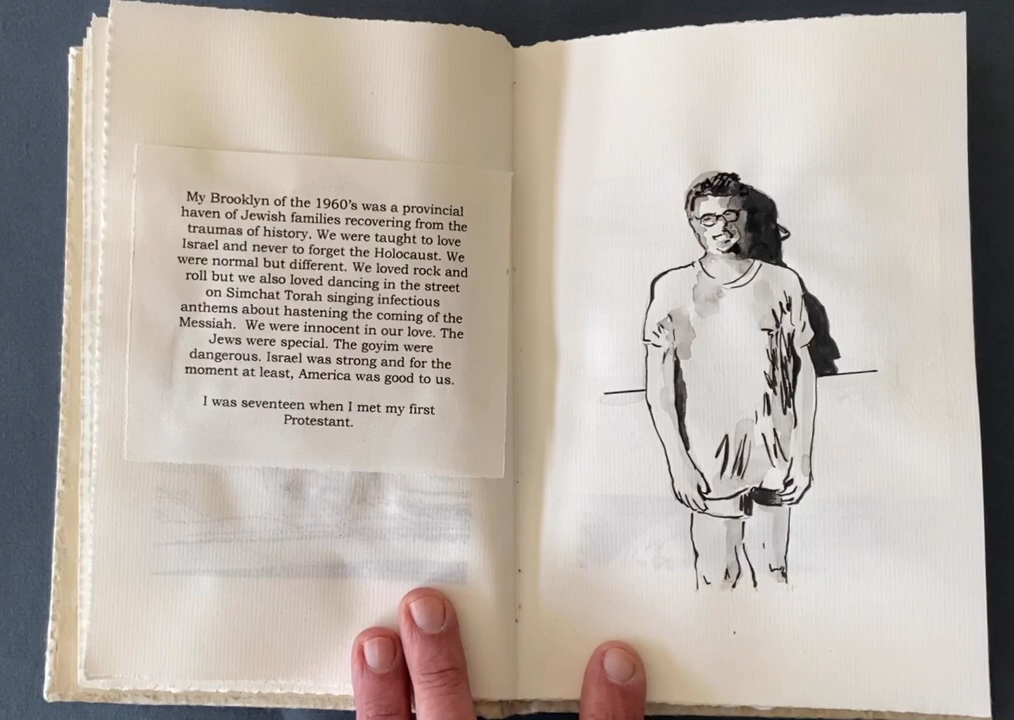 My Brooklyn of the 1960's was a provincial
haven of Jewish families recovering from the
traumas of history. We were taught to love
Israel and never to forget the Holocaust. We
were normal but different. We loved rock and
roll but we also loved dancing in the street
on Simchat Torah singing infectious
anthems about hastening the coming of the
Messiah.  We were innocent in our love. The
Jews were special. The goyim were
dangerous. Israel was strong and for the
moment at least, America was good to us.
I was seventeen when I met my first
Protestant.